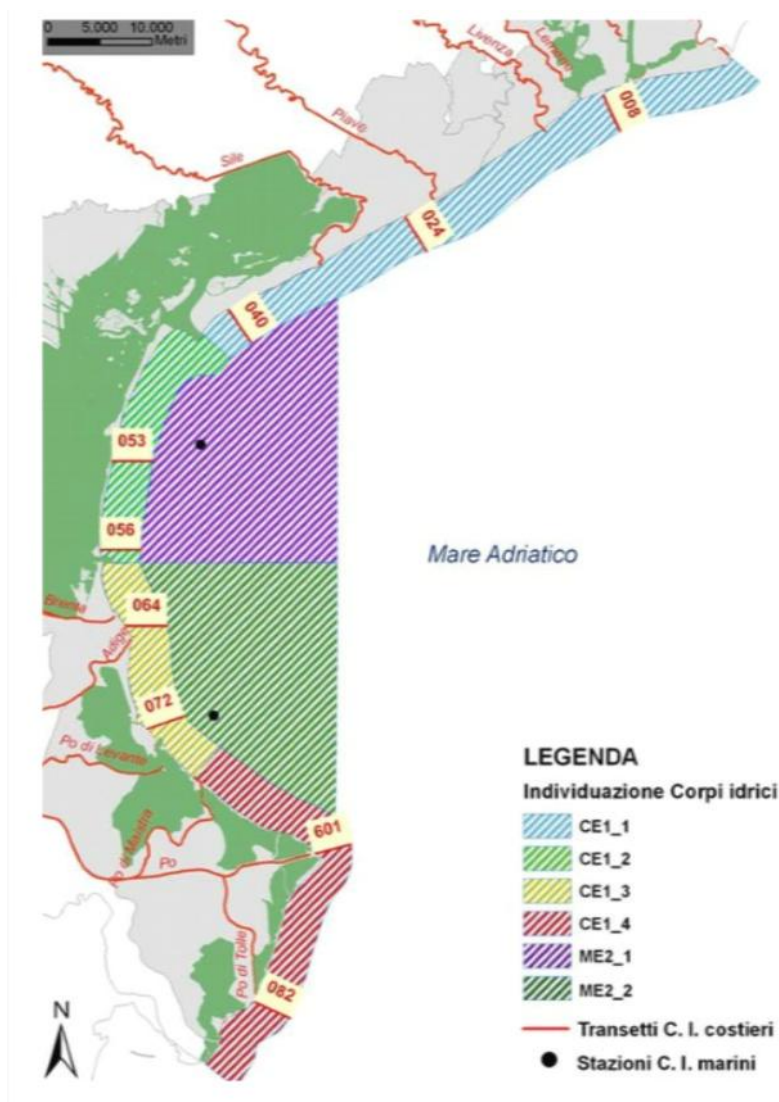 0 5.000 10.000
Metri
Livenza
Lemene
008
Piave
Sile
024
040
053
056
Mare Adriatico
Brenta
064
Adige
072
Po di Levante
Po di Maistra
Po
601
Po di Tolle
082
N
LEGENDA
Individuazione Corpi idrici
CE1_1
CE1_2
CE1_3
CE1_4
ME2_1
ME2_2
Transetti C. I. costieri
Stazioni C. I. marini